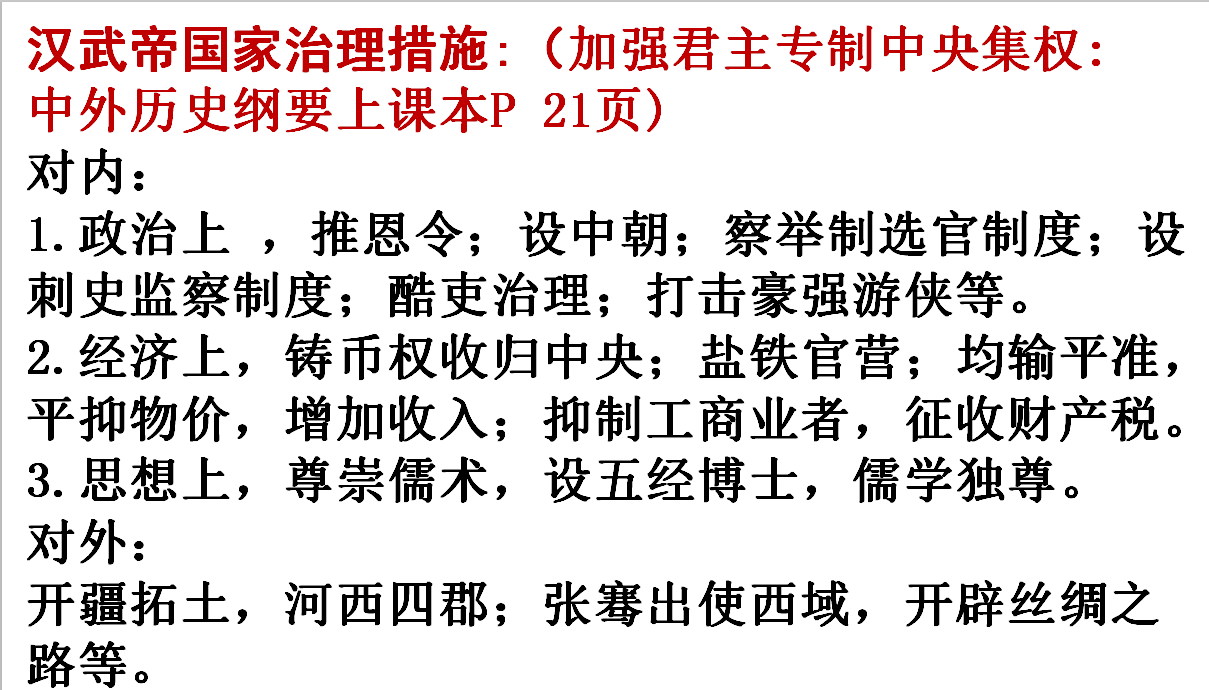 汉武帝国家治理措施:（加强君主专制中央集权：
中外历史纲要上课本P 21页）
对内：
1.政治上 ，推恩令；设中朝；察举制选官制度；设
刺史监察制度；酷吏治理；打击豪强游侠等。
2.经济上，铸币权收归中央；盐铁官营；均输平准，
平抑物价，增加收入；抑制工商业者，征收财产税。
3.思想上，尊崇儒术，设五经博士，儒学独尊。
对外：
开疆拓土，河西四郡；张骞出使西域，开辟丝绸之
路等。